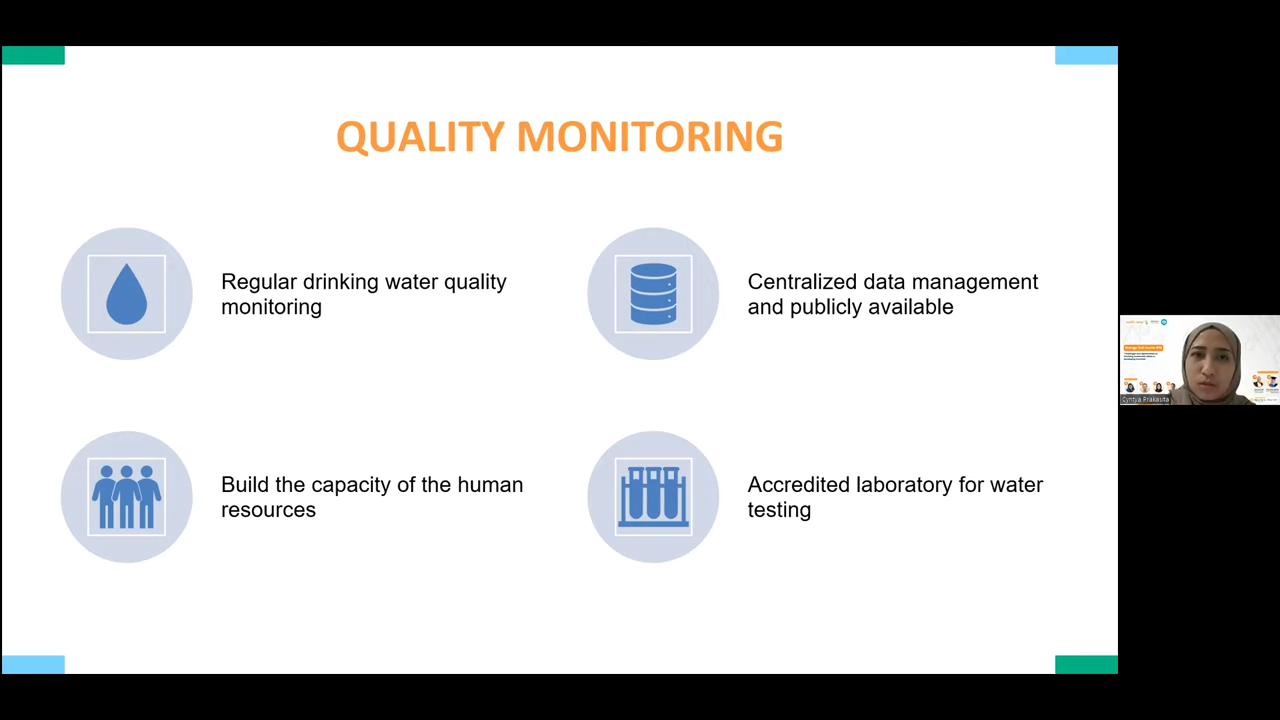 QUALITY MONITORING
Regular drinking water quality
monitoring
Centralized data management
and publicly available
Build the capacity of the human
resources
Accredited laboratory for water
testing
Cyntya Prakasita